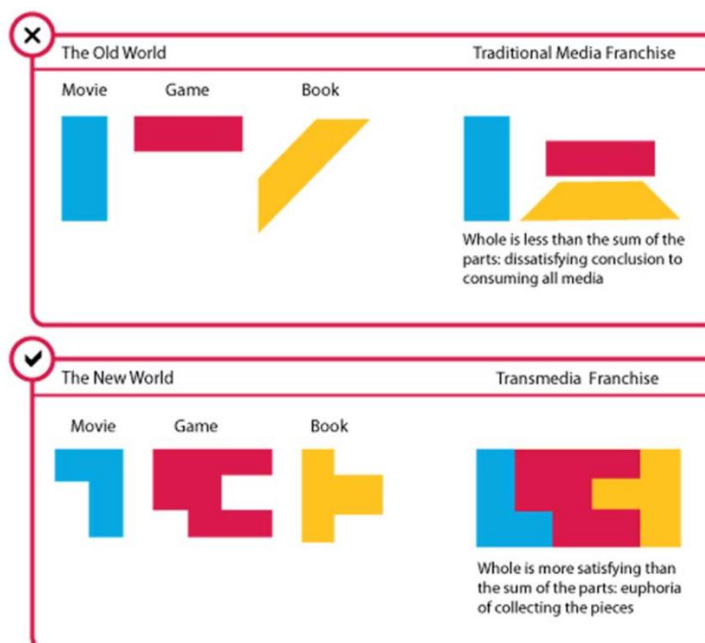 The Old World
Traditional Media Franchise
Movie
Game
Book
Whole is less than the sum of the
parts: dissatisfying conclusion to
consuming all media
The New World
Transmedia Franchise
Movie
Game
Book
Whole is more satisfying than
the sum of the parts: euphoria
of collecting the pieces